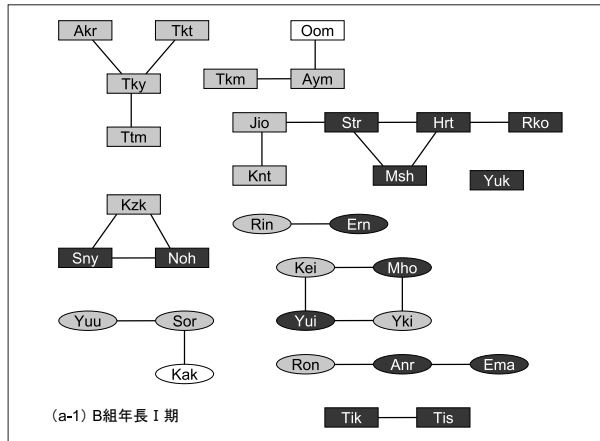 Akr Tkt Oom
Tky Tkm Aym
Ttm Jio Str Hrt Rko
Knt Msh Yuk
Kzk
Rin Ern
Sny Noh
Kei Mho
Yuu Sor Yui Yki
Kak Ron Anr Ema
(a-1) B組年長Ⅰ期
Tik Tis